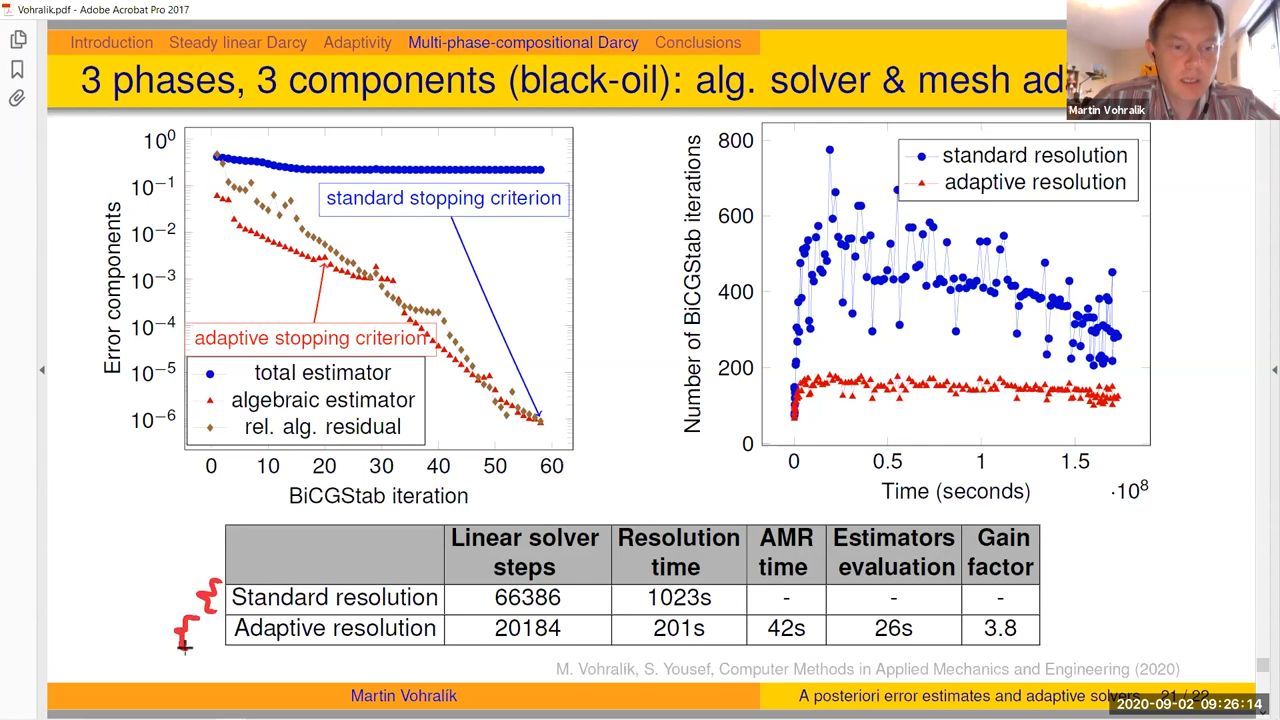 Vohralik.pdf - Adobe Acrobat Pro 2017
Introduction Steady linear Darcy Adaptivity Multi-phase-compositional Darcy Conclusions
3 phases, 3 components (black-oil): alg. solver & mesh ad
Martin Vohralik
10^0
10^-1
10^-2
10^-3
10^-4
10^-5
10^-6
Error components
standard stopping criterion
adaptive stopping criterion
total estimator
algebraic estimator
rel. alg. residual
0 10 20 30 40 50 60
BiCGStab iteration
800
600
400
200
0
Number of BiCGStab iterations
standard resolution
adaptive resolution
0 0.5 1 1.5
Time (seconds) ·10^8
Linear solver steps Resolution time AMR time Estimators evaluation Gain factor
Standard resolution 66386 1023s - - -
Adaptive resolution 20184 201s 42s 26s 3.8
M. Vohralík, S. Yousef, Computer Methods in Applied Mechanics and Engineering (2020)
Martin Vohralík A posteriori error estimates and adaptive solvers 21 / 22
2020-09-02 09:26:14